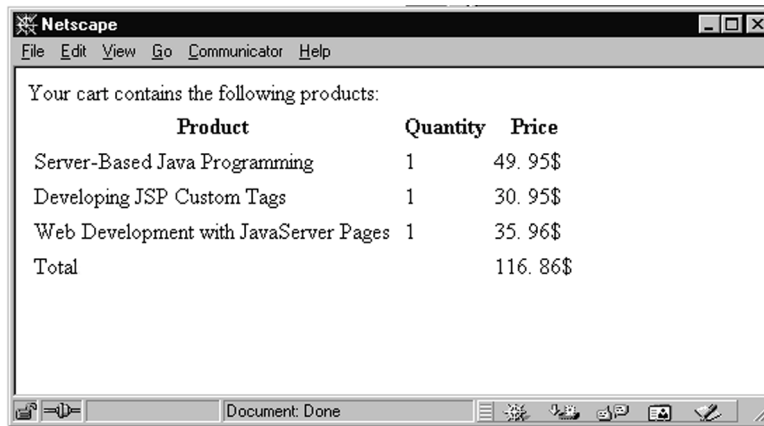 Netscape
File Edit View Go Communicator Help
Your cart contains the following products:
Product Quantity Price
Server-Based Java Programming 1 49. 95$
Developing JSP Custom Tags 1 30. 95$
Web Development with JavaServer Pages 1 35. 96$
Total 116. 86$
Document: Done